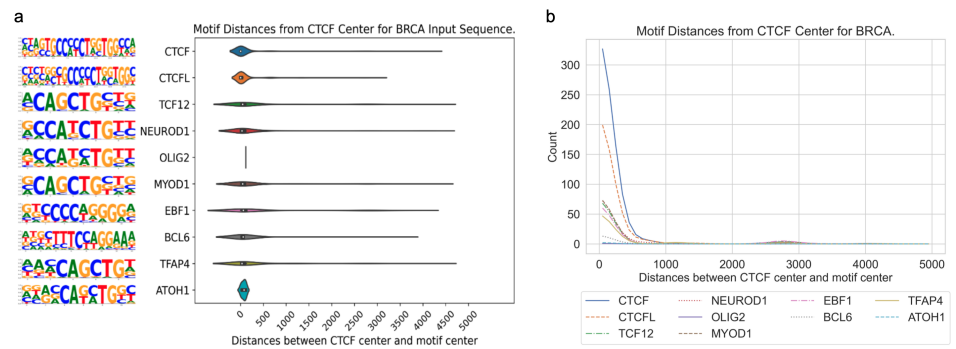 a
Motif Distances from CTCF Center for BRCA Input Sequence.
CTCF
CTCFL
TCF12
NEUROD1
OLIG2
MYOD1
EBF1
BCL6
TFAP4
ATOH1
0 500 1000 1500 2000 2500 3000 3500 4000 4500 5000
Distances between CTCF center and motif center
b
Motif Distances from CTCF Center for BRCA.
Count
300
250
200
150
100
50
0
0 1000 2000 3000 4000 5000
Distances between CTCF center and motif center
CTCF NEUROD1 EBF1 TFAP4
CTCFL OLIG2 BCL6 ATOH1
TCF12 MYOD1